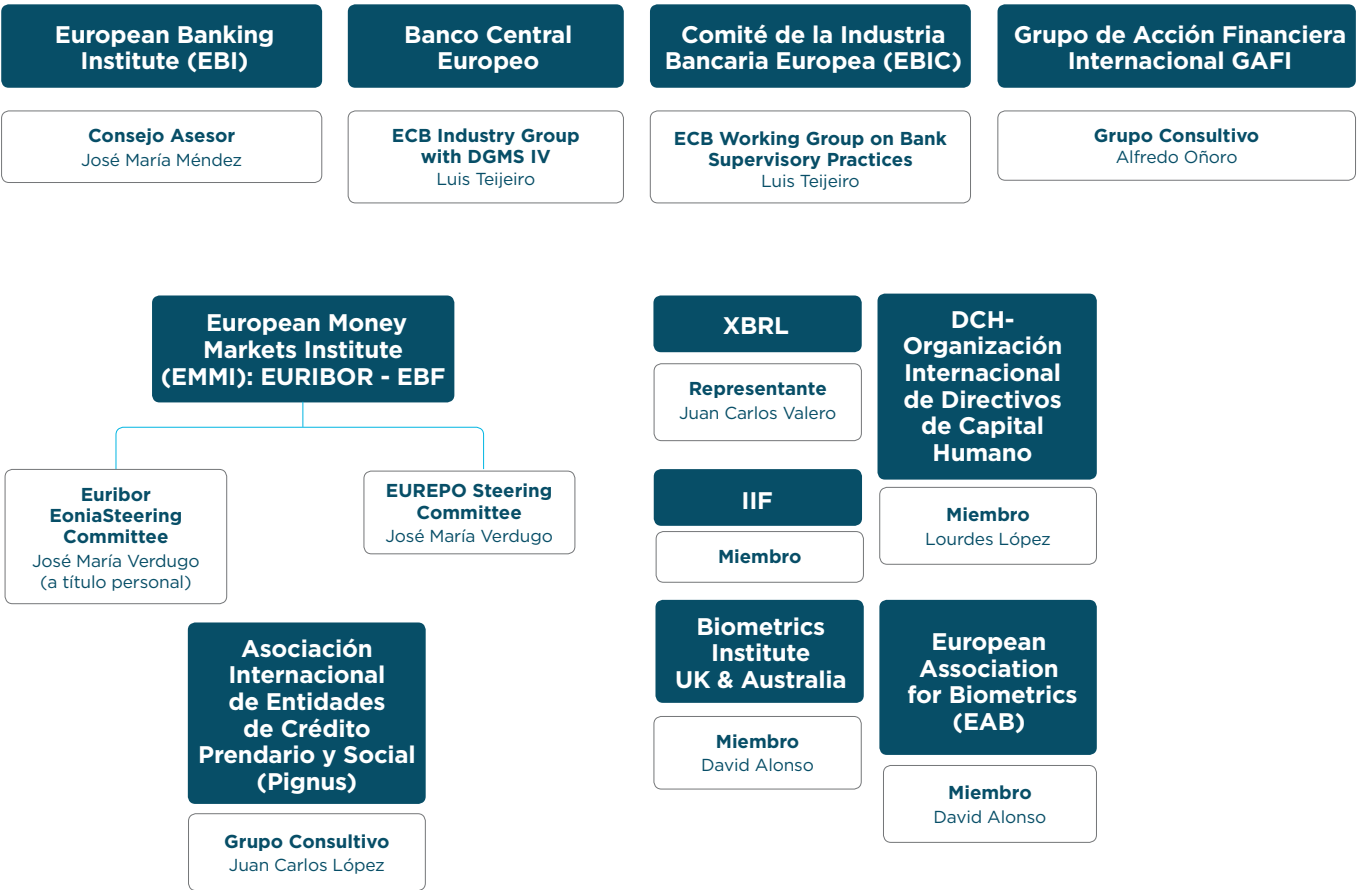 European Banking
Institute (EBI)
Consejo Asesor
José María Méndez
Banco Central
Europeo
ECB Industry Group
with DGMS IV
Luis Teijeiro
Comité de la Industria
Bancaria Europea (EBIC)
ECB Working Group on Bank
Supervisory Practices
Luis Teijeiro
Grupo de Acción Financiera
Internacional GAFI
Grupo Consultivo
Alfredo Oñoro
European Money
Markets Institute
(EMMI): EURIBOR - EBF
Euribor
EoniaSteering
Committee
José María Verdugo
(a título personal)
EUREPO Steering
Committee
José María Verdugo
Asociación
Internacional
de Entidades
de Crédito
Prendario y Social
(Pignus)
Grupo Consultivo
Juan Carlos López
XBRL
Representante
Juan Carlos Valero
DCH-
Organización
Internacional
de Directivos
de Capital
Humano
Miembro
Lourdes López
IIF
Miembro
Biometrics
Institute
UK & Australia
Miembro
David Alonso
European
Association
for Biometrics
(EAB)
Miembro
David Alonso